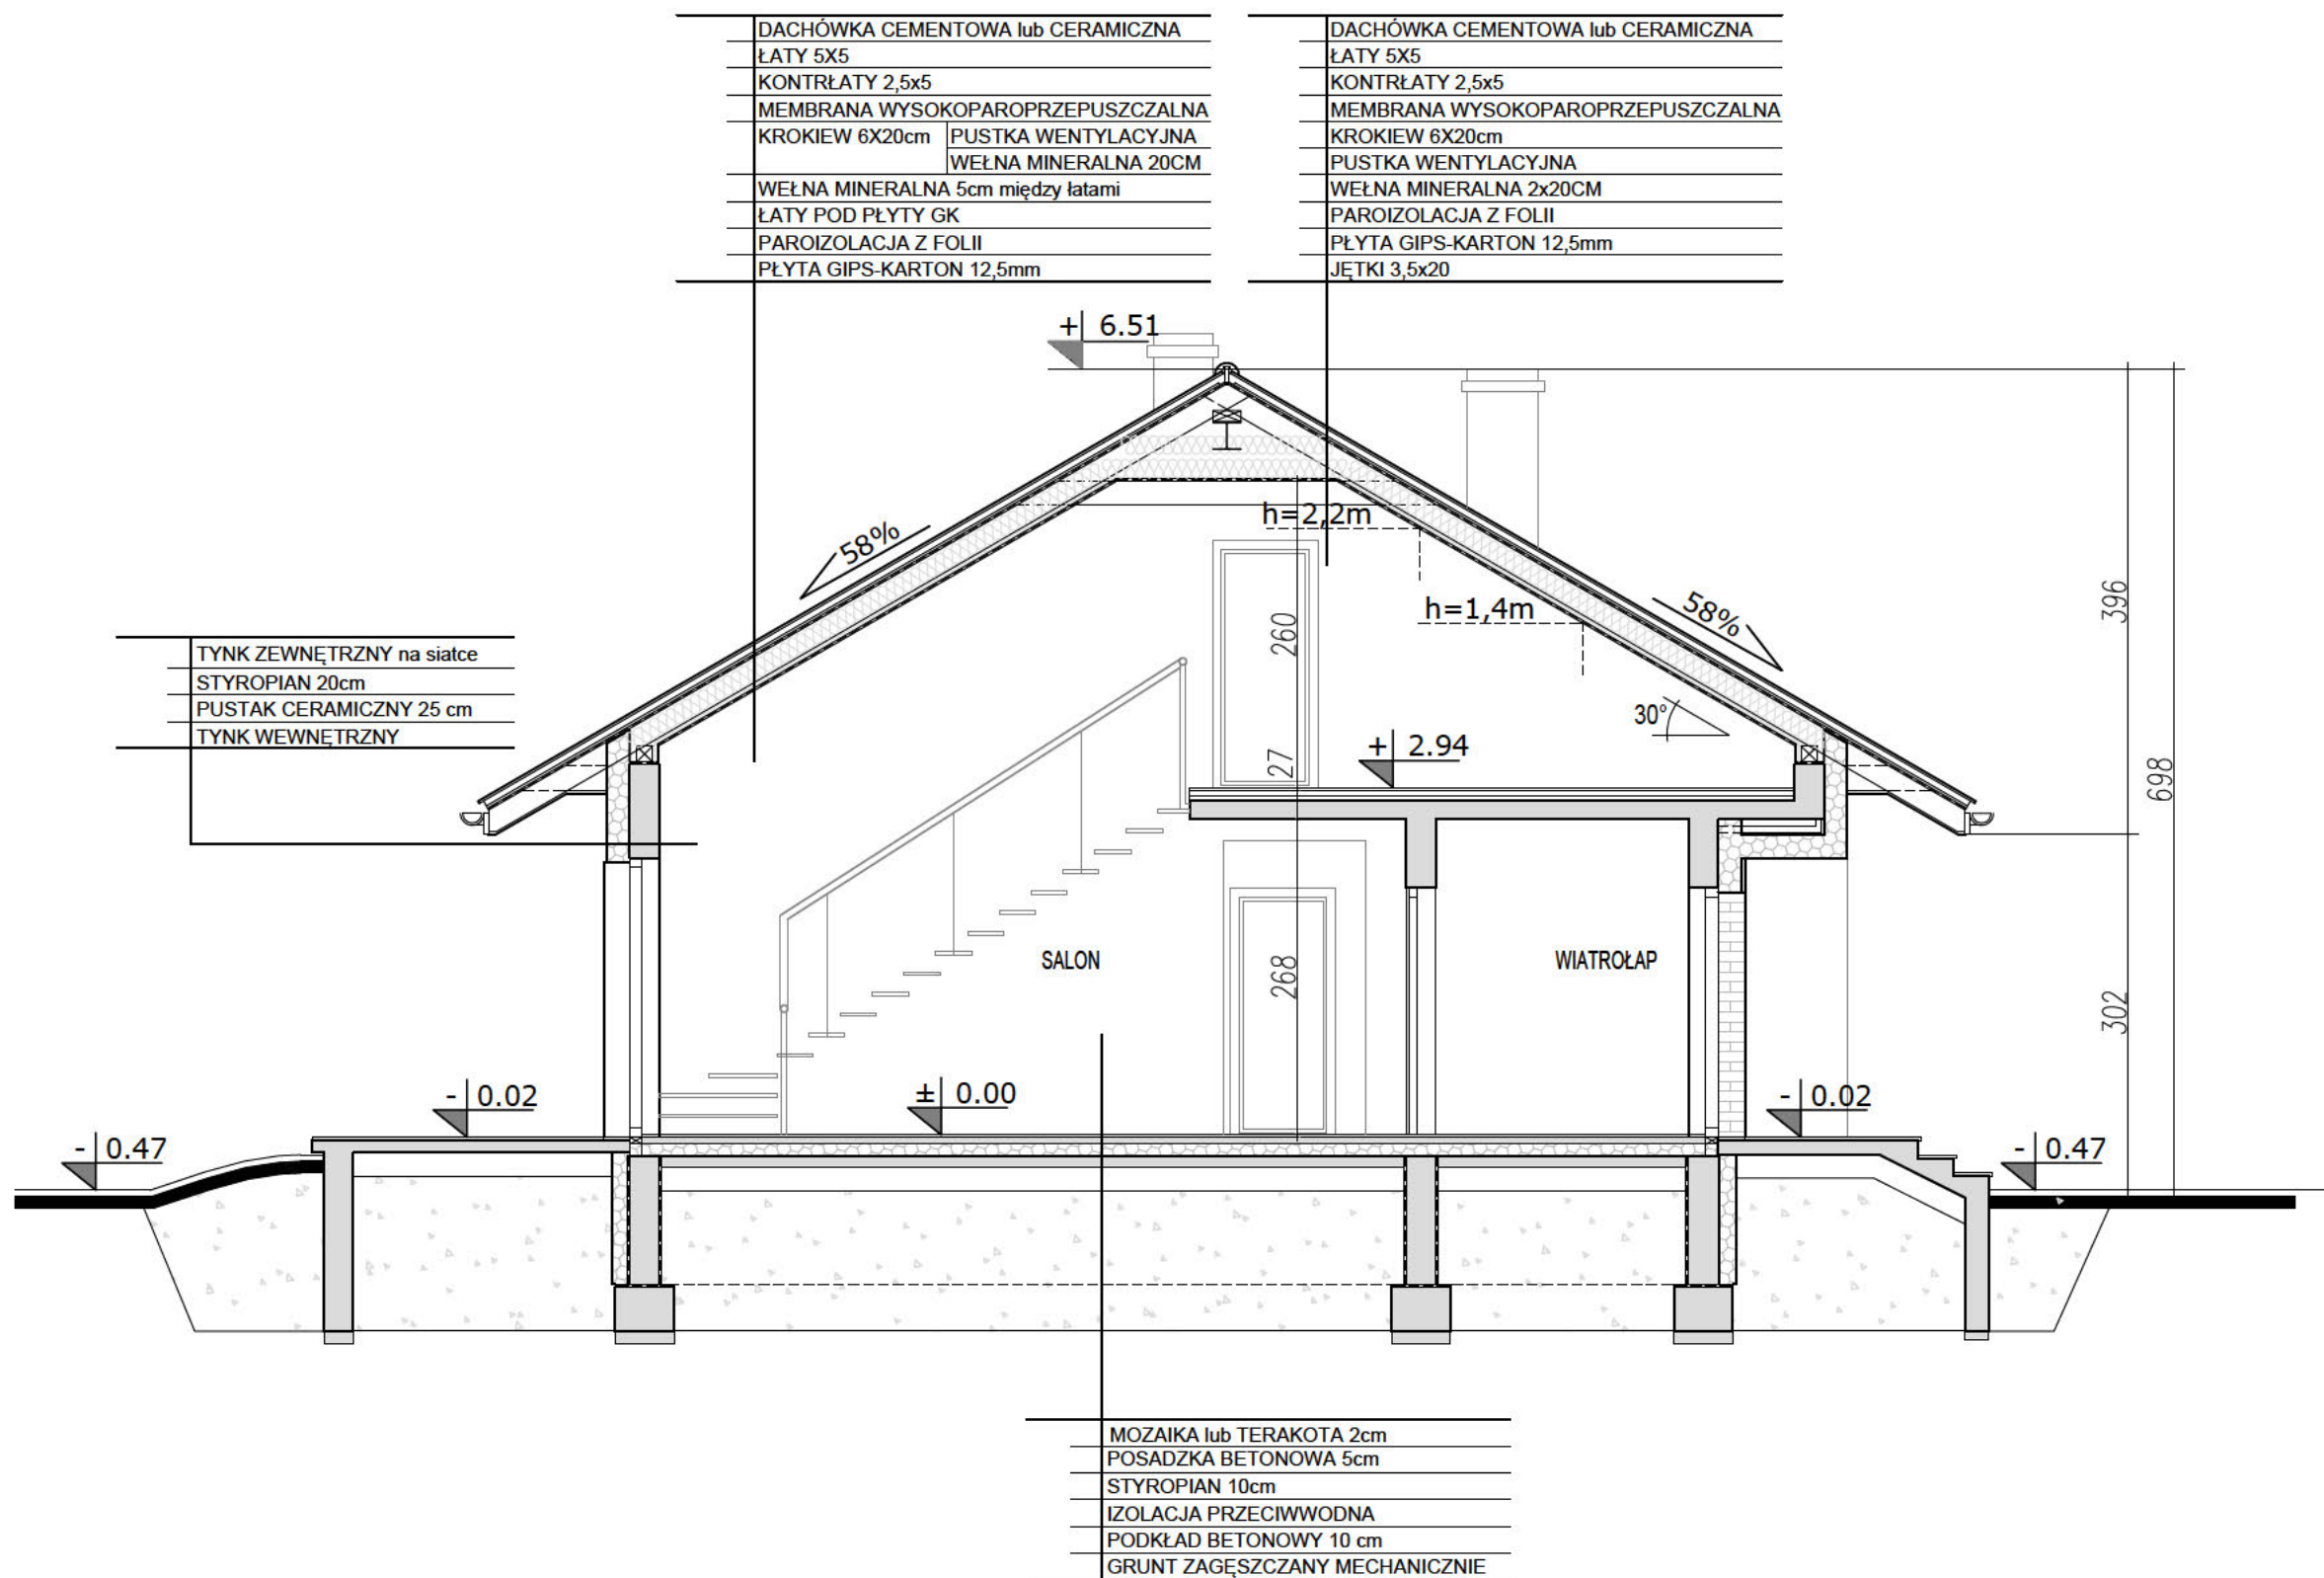 DACHÓWKA CEMENTOWA lub CERAMICZNA
ŁATY 5X5
KONTRŁATY 2,5x5
MEMBRANA WYSOKOPAROPRZEPUSZCZALNA
KROKIEW 6X20cm PUSTKA WENTYLACYJNA
WEŁNA MINERALNA 20CM
WEŁNA MINERALNA 5cm między łatami
ŁATY POD PŁYTY GK
PAROIZOLACJA Z FOLII
PŁYTA GIPS-KARTON 12,5mm
DACHÓWKA CEMENTOWA lub CERAMICZNA
ŁATY 5X5
KONTRŁATY 2,5x5
MEMBRANA WYSOKOPAROPRZEPUSZCZALNA
KROKIEW 6X20cm
PUSTKA WENTYLACYJNA
WEŁNA MINERALNA 2x20CM
PAROIZOLACJA Z FOLII
PŁYTA GIPS-KARTON 12,5mm
JĘTKI 3,5x20
+ 6.51
58%
h=2,2m
h=1,4m
58%
396
260
TYNK ZEWNĘTRZNY na siatce
STYROPIAN 20cm
PUSTAK CERAMICZNY 25 cm
TYNK WEWNĘTRZNY
30°
27
+ 2.94
698
SALON
268
WIATROŁAP
302
- 0.02
± 0.00
- 0.02
- 0.47
- 0.47
MOZAIKA lub TERAKOTA 2cm
POSADZKA BETONOWA 5cm
STYROPIAN 10cm
IZOLACJA PRZECIWWODNA
PODKŁAD BETONOWY 10 cm
GRUNT ZAGĘSZCZANY MECHANICZNIE